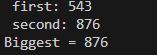 first: 543
second: 876
Biggest = 876